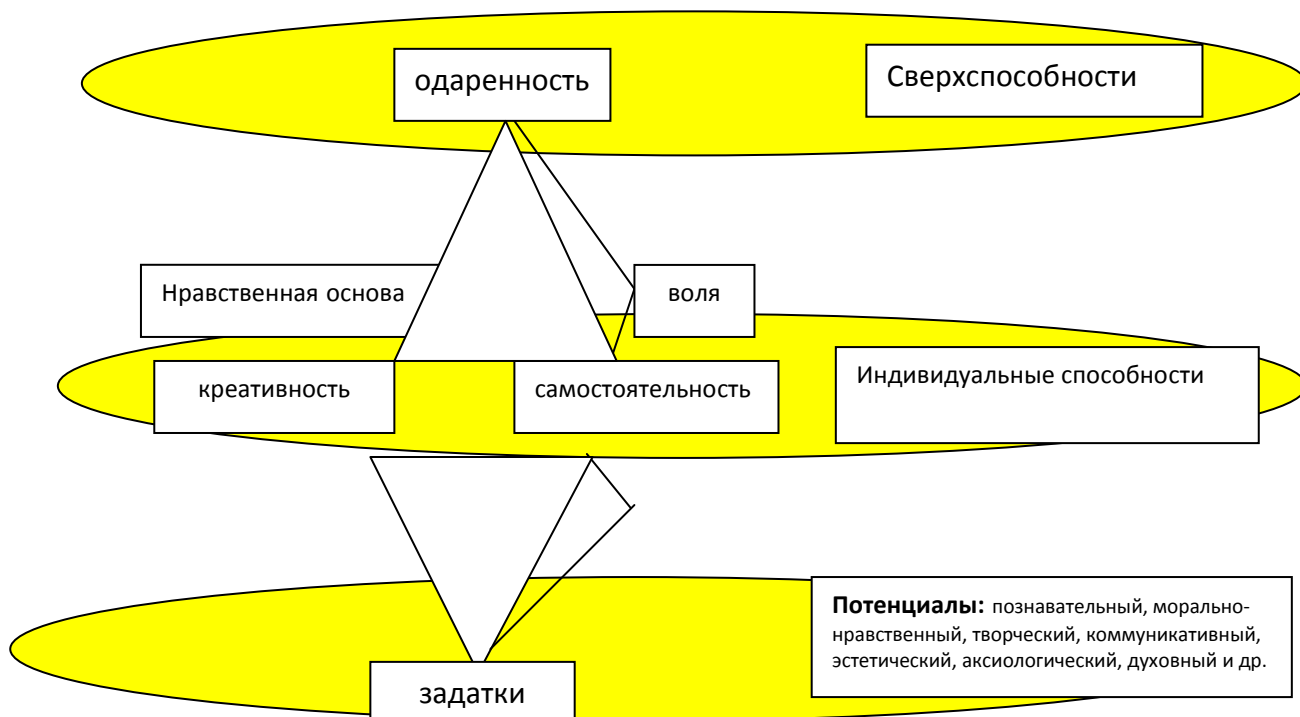 одаренность
Сверхспособности
Нравственная основа
воля
креативность
самостоятельность
Индивидуальные способности
Потенциалы: познавательный, морально-
нравственный, творческий, коммуникативный,
эстетический, аксиологический, духовный и др.
задатки